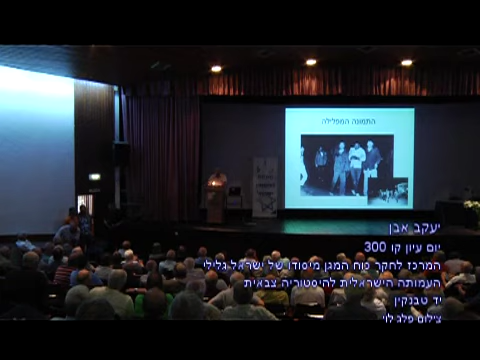 התמונה המפלילה
יעקב אבן
יום עיון קו 300
המרכז לחקר כוח המגן מיסודו של ישראל גלילי
העמותה הישראלית להיסטוריה צבאית
יד טבנקין
צילום פלג לוי